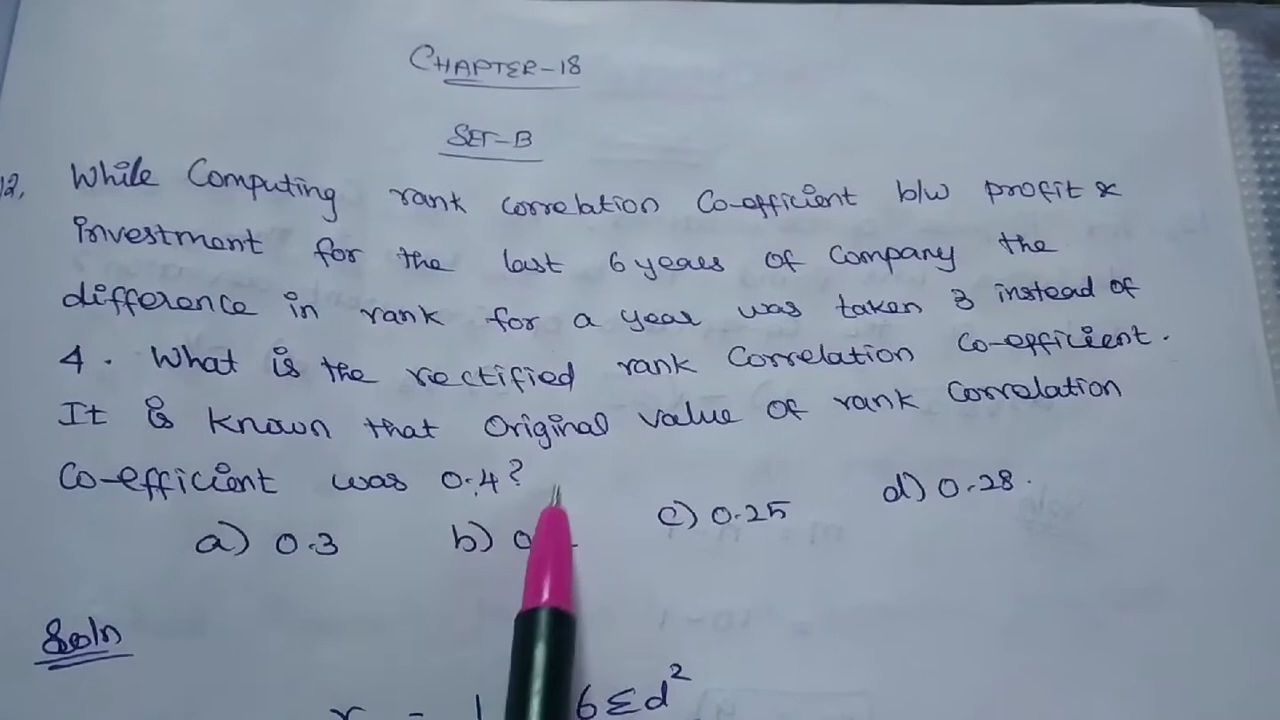 CHAPTER-18
SET-B
12. While Computing rank correlation Co-efficient b/w profit &
investment for the last 6 years of Company the
difference in rank for a year was taken 3 instead of
4. What is the rectified rank Correlation Co-efficient.
It is known that Original value of rank Correlation
Co-efficient was 0.4?
a) 0.3 b) c) 0.25 d) 0.28.
Soln
r = 1 6Σd²